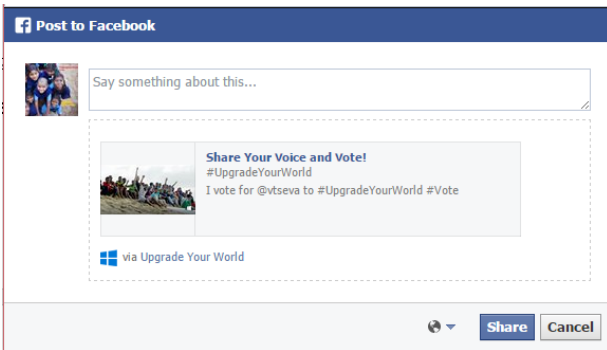 Post to Facebook
Say something about this...
Share Your Voice and Vote!
#UpgradeYourWorld
I vote for @vtseva to #UpgradeYourWorld #Vote
via Upgrade Your World
Share Cancel